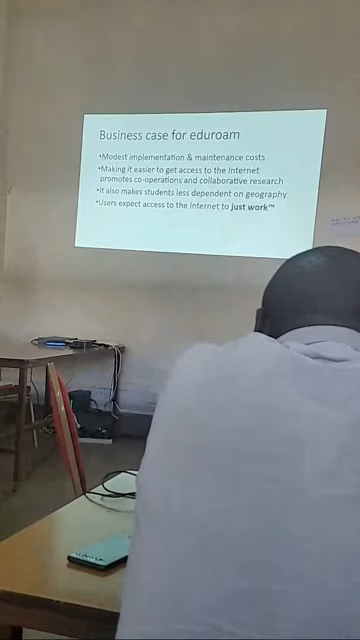 Business case for eduroam
•Modest implementation & maintenance costs
•Making it easier to get access to the Internet
promotes co-operations and collaborative research
•It also makes students less dependent on geography
•Users expect access to the Internet to just work™